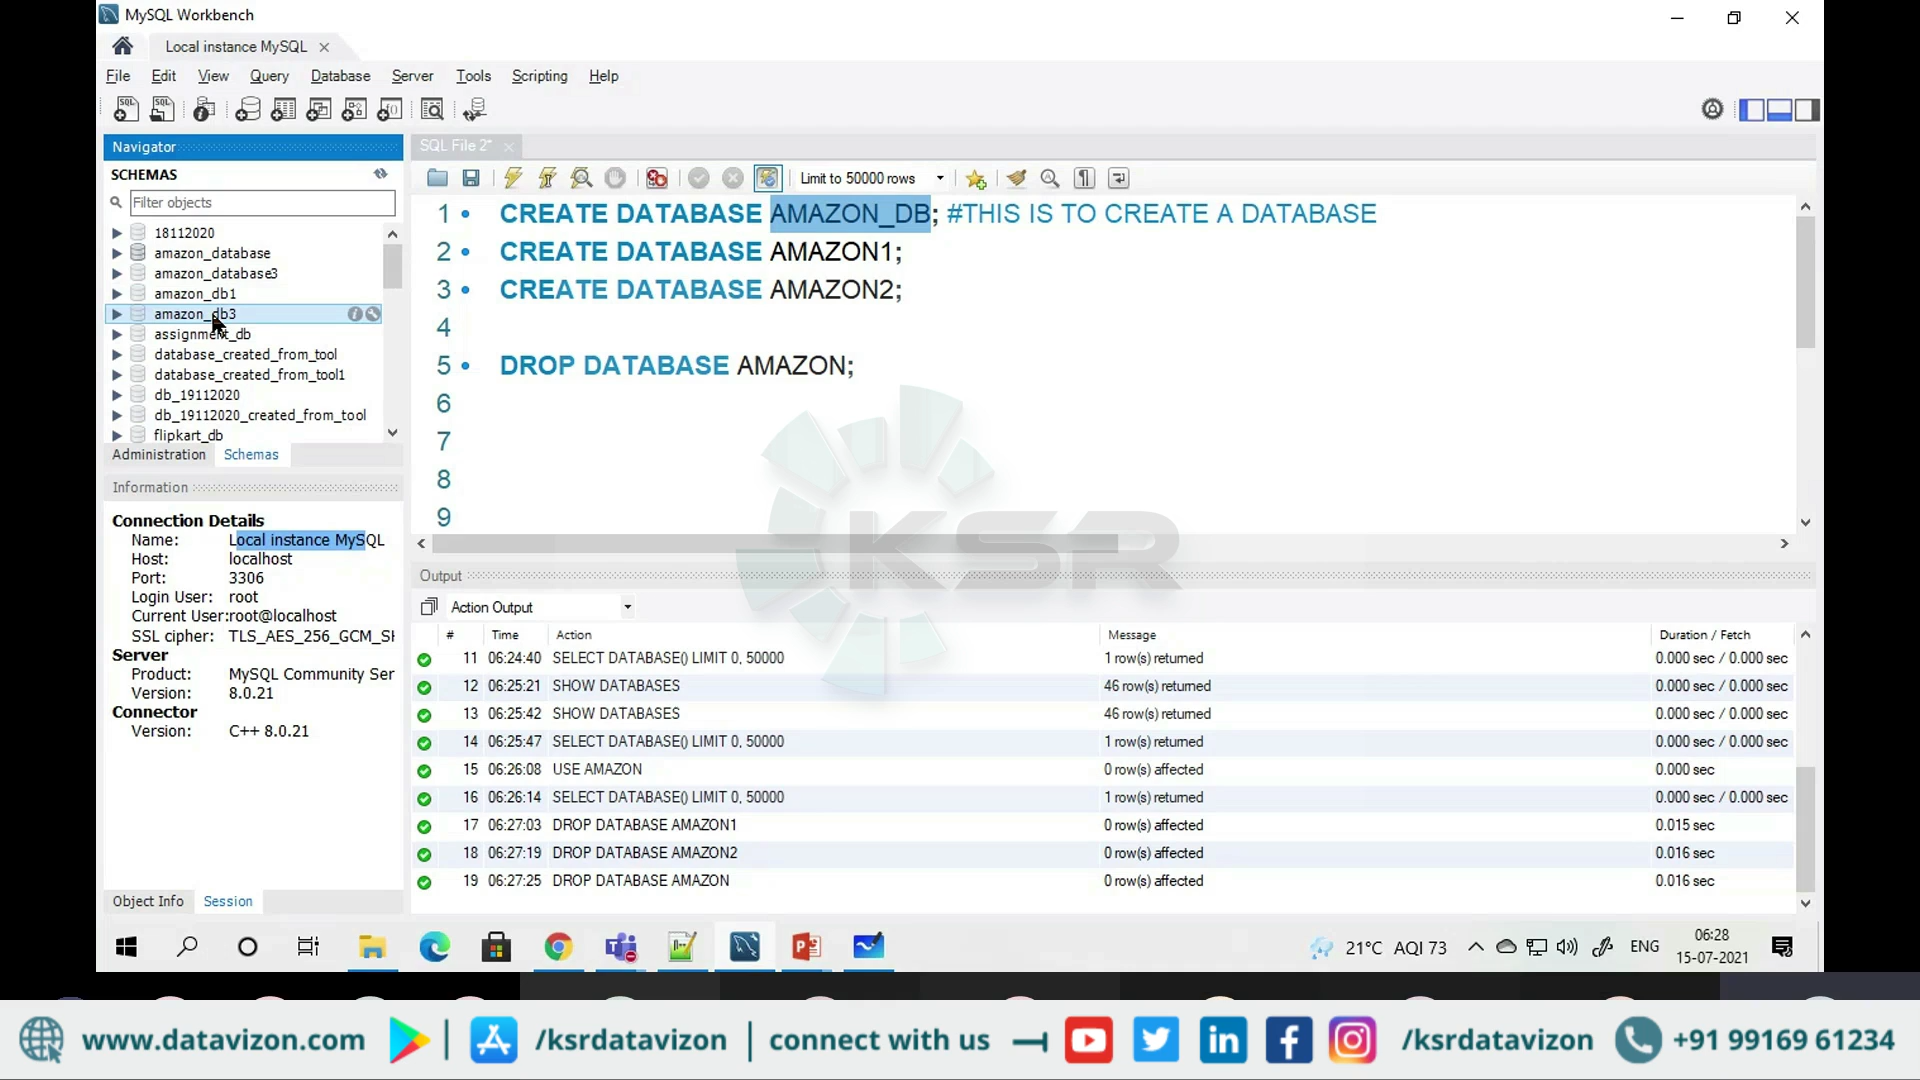 MySQL Workbench
Local instance MySQL
File Edit View Query Database Server Tools Scripting Help
Navigator
SCHEMAS
Filter objects
18112020
amazon_database
amazon_database3
amazon_db1
amazon_db3
assignment_db
database_created_from_tool
database_created_from_tool1
db_19112020
db_19112020_created_from_tool
flipkart_db
Administration Schemas
Information
Connection Details
Name: Local instance MySQL
Host: localhost
Port: 3306
Login User: root
Current User: root@localhost
SSL cipher: TLS_AES_256_GCM_SH
Server
Product: MySQL Community Ser
Version: 8.0.21
Connector
Version: C++ 8.0.21
Object Info Session
SQL File 2*
Limit to 50000 rows
1 CREATE DATABASE AMAZON_DB; #THIS IS TO CREATE A DATABASE
2 CREATE DATABASE AMAZON1;
3 CREATE DATABASE AMAZON2;
4
5 DROP DATABASE AMAZON;
6
7
8
9
KSR
Output
Action Output
# Time Action Message Duration / Fetch
11 06:24:40 SELECT DATABASE() LIMIT 0, 50000 1 row(s) returned 0.000 sec / 0.000 sec
12 06:25:21 SHOW DATABASES 46 row(s) returned 0.000 sec / 0.000 sec
13 06:25:42 SHOW DATABASES 46 row(s) returned 0.000 sec / 0.000 sec
14 06:25:47 SELECT DATABASE() LIMIT 0, 50000 1 row(s) returned 0.000 sec / 0.000 sec
15 06:26:08 USE AMAZON 0 row(s) affected 0.000 sec
16 06:26:14 SELECT DATABASE() LIMIT 0, 50000 1 row(s) returned 0.000 sec / 0.000 sec
17 06:27:03 DROP DATABASE AMAZON1 0 row(s) affected 0.015 sec
18 06:27:19 DROP DATABASE AMAZON2 0 row(s) affected 0.016 sec
19 06:27:25 DROP DATABASE AMAZON 0 row(s) affected 0.016 sec
21°C AQI 73 ENG
06:28
15-07-2021
www.datavizon.com | /ksrdatavizon | connect with us /ksrdatavizon +91 99169 61234